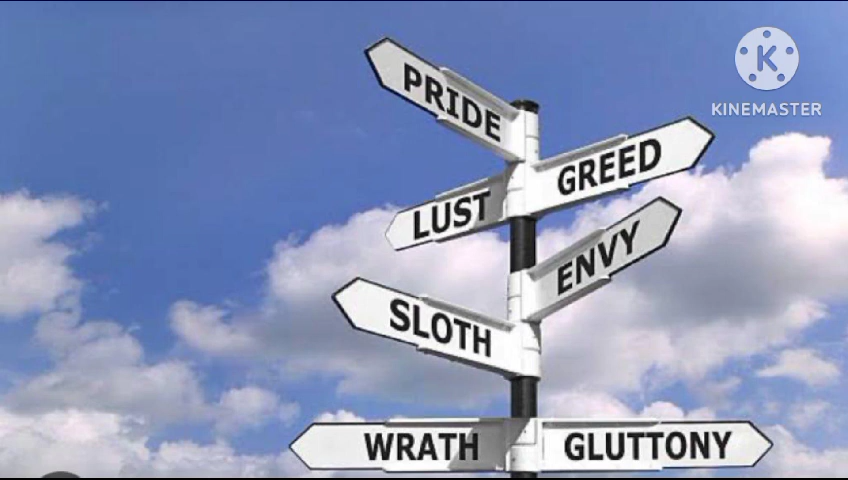 PRIDE
K
KINEMASTER
GREED
LUST
ENVY
SLOTH
WRATH
GLUTTONY